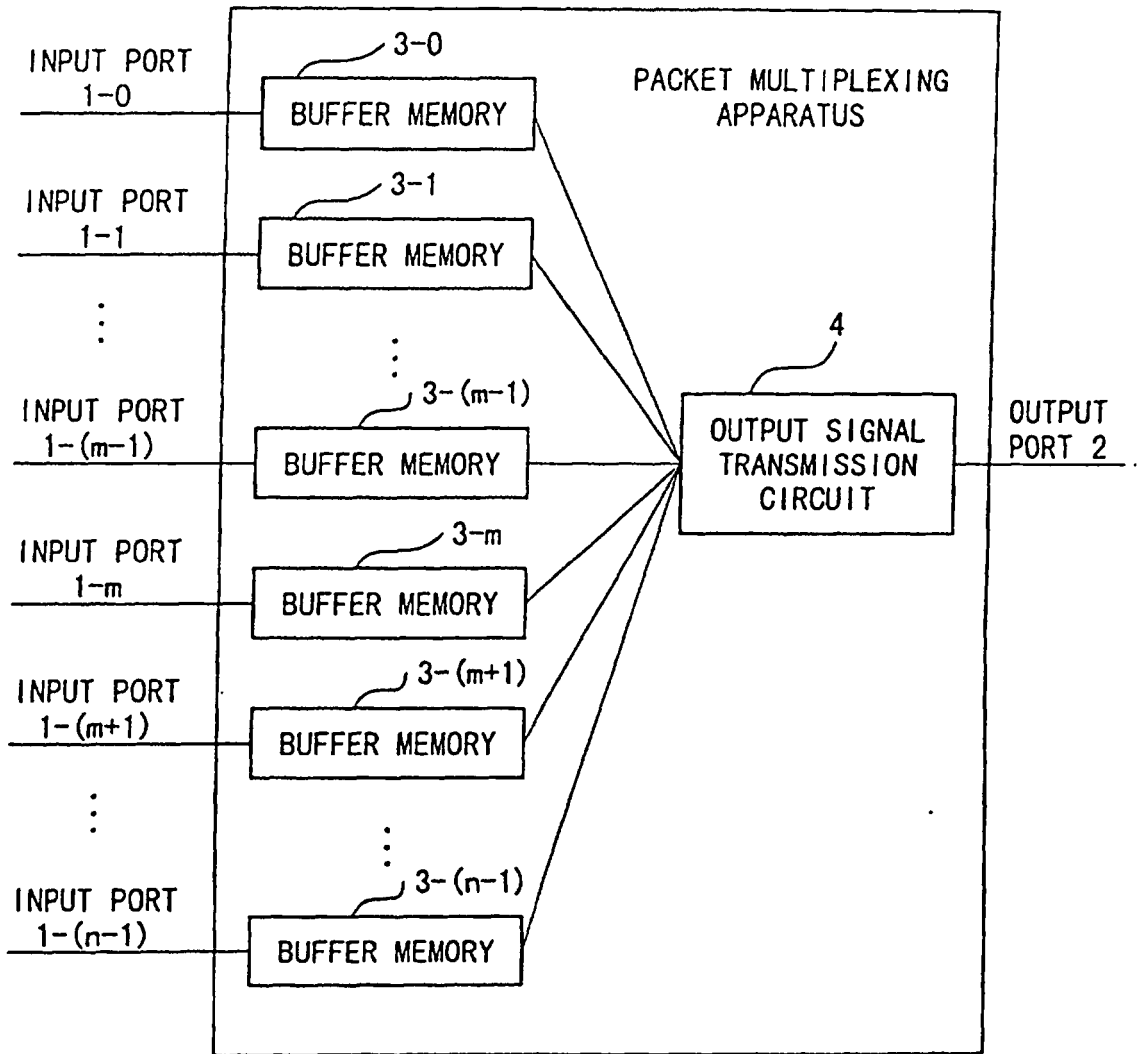 PACKET MULTIPLEXING
APPARATUS
INPUT PORT
1-0
3-0
BUFFER MEMORY
INPUT PORT
1-1
3-1
BUFFER MEMORY
INPUT PORT
1-(m-1)
3-(m-1)
BUFFER MEMORY
INPUT PORT
1-m
3-m
BUFFER MEMORY
INPUT PORT
1-(m+1)
3-(m+1)
BUFFER MEMORY
INPUT PORT
1-(n-1)
3-(n-1)
BUFFER MEMORY
4
OUTPUT SIGNAL
TRANSMISSION
CIRCUIT
OUTPUT
PORT 2